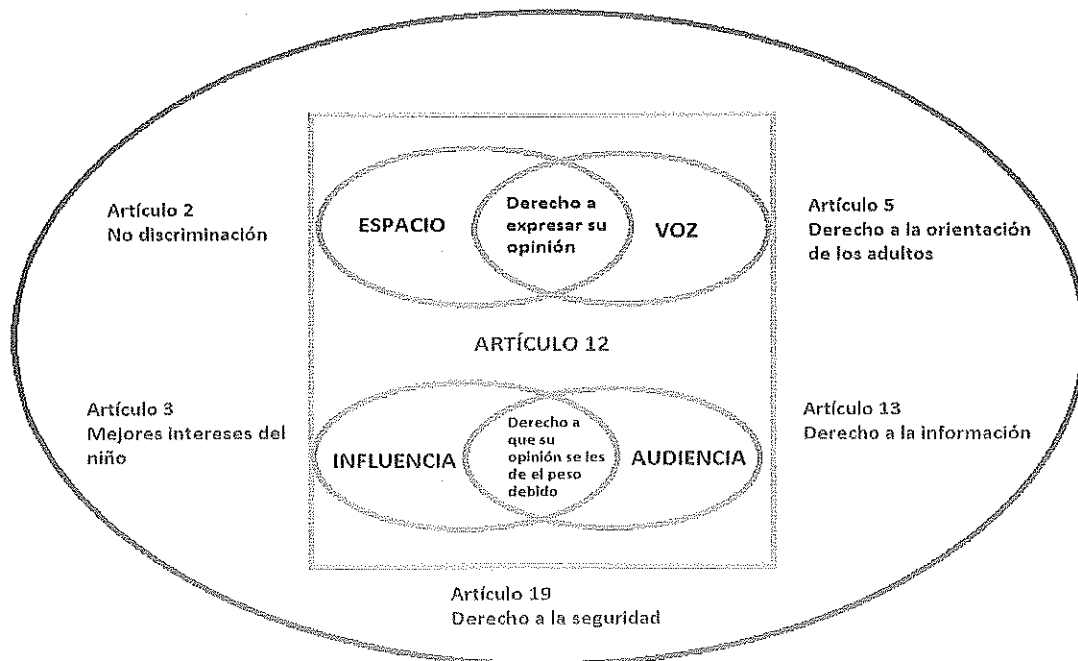 Artículo 2
No discriminación
ESPACIO
Derecho a
expresar su
opinión
VOZ
Artículo 5
Derecho a la orientación
de los adultos
ARTÍCULO 12
Artículo 3
Mejores intereses del
niño
INFLUENCIA
Derecho a
que su
opinión se les
de el peso
debido
AUDIENCIA
Artículo 13
Derecho a la información
Artículo 19
Derecho a la seguridad